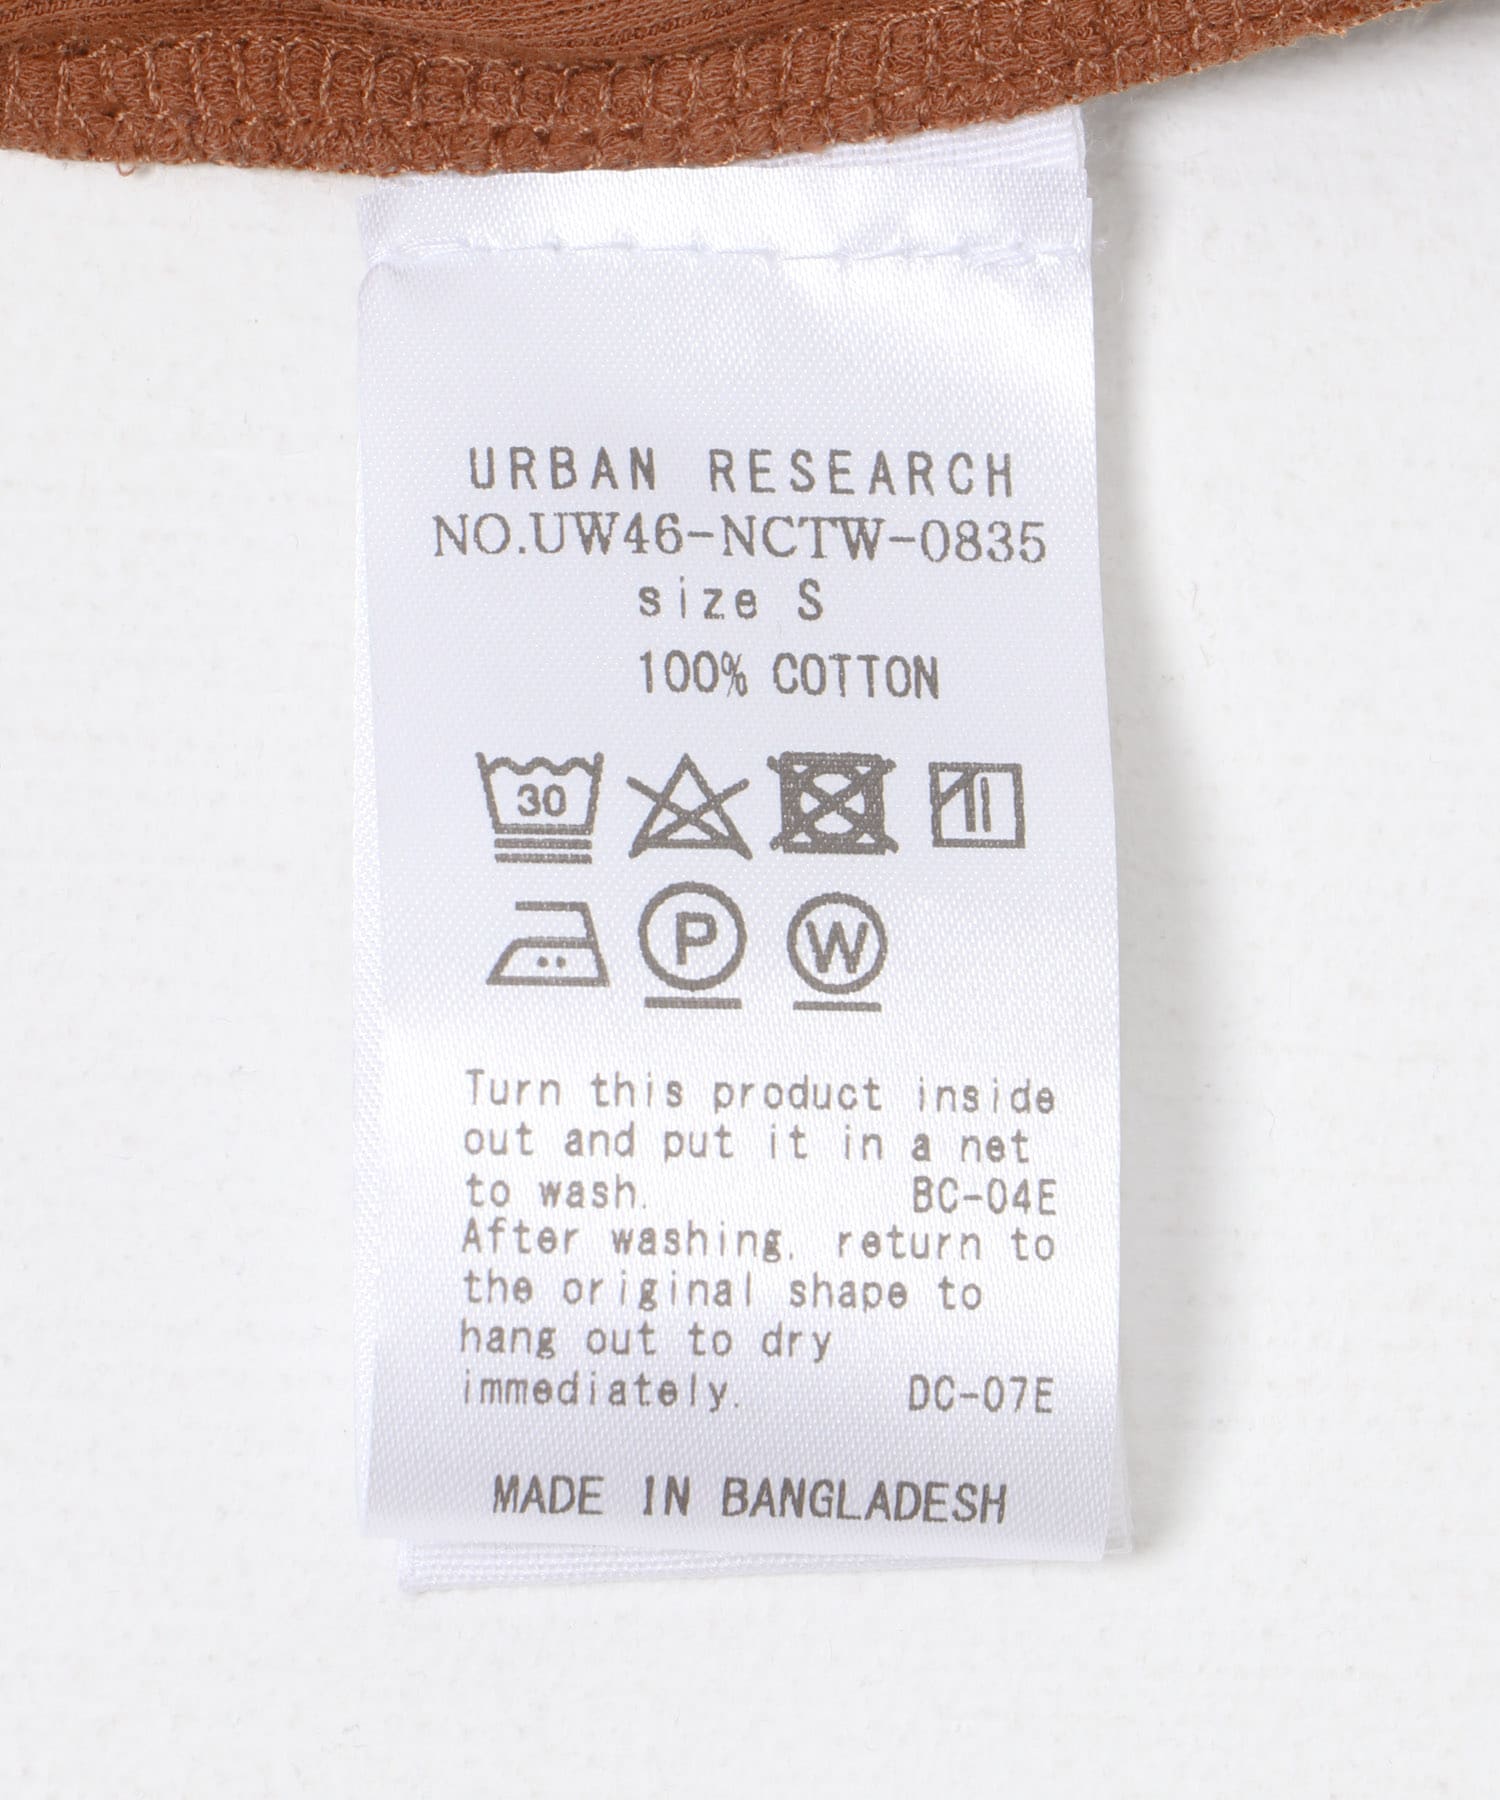 URBAN RESEARCH
NO.UW46-NCTW-0835
size S
100% COTTON
30
P W
Turn this product inside
out and put it in a net
to wash. BC-04E
After washing, return to
the original shape to
hang out to dry
immediately. DC-07E
MADE IN BANGLADESH